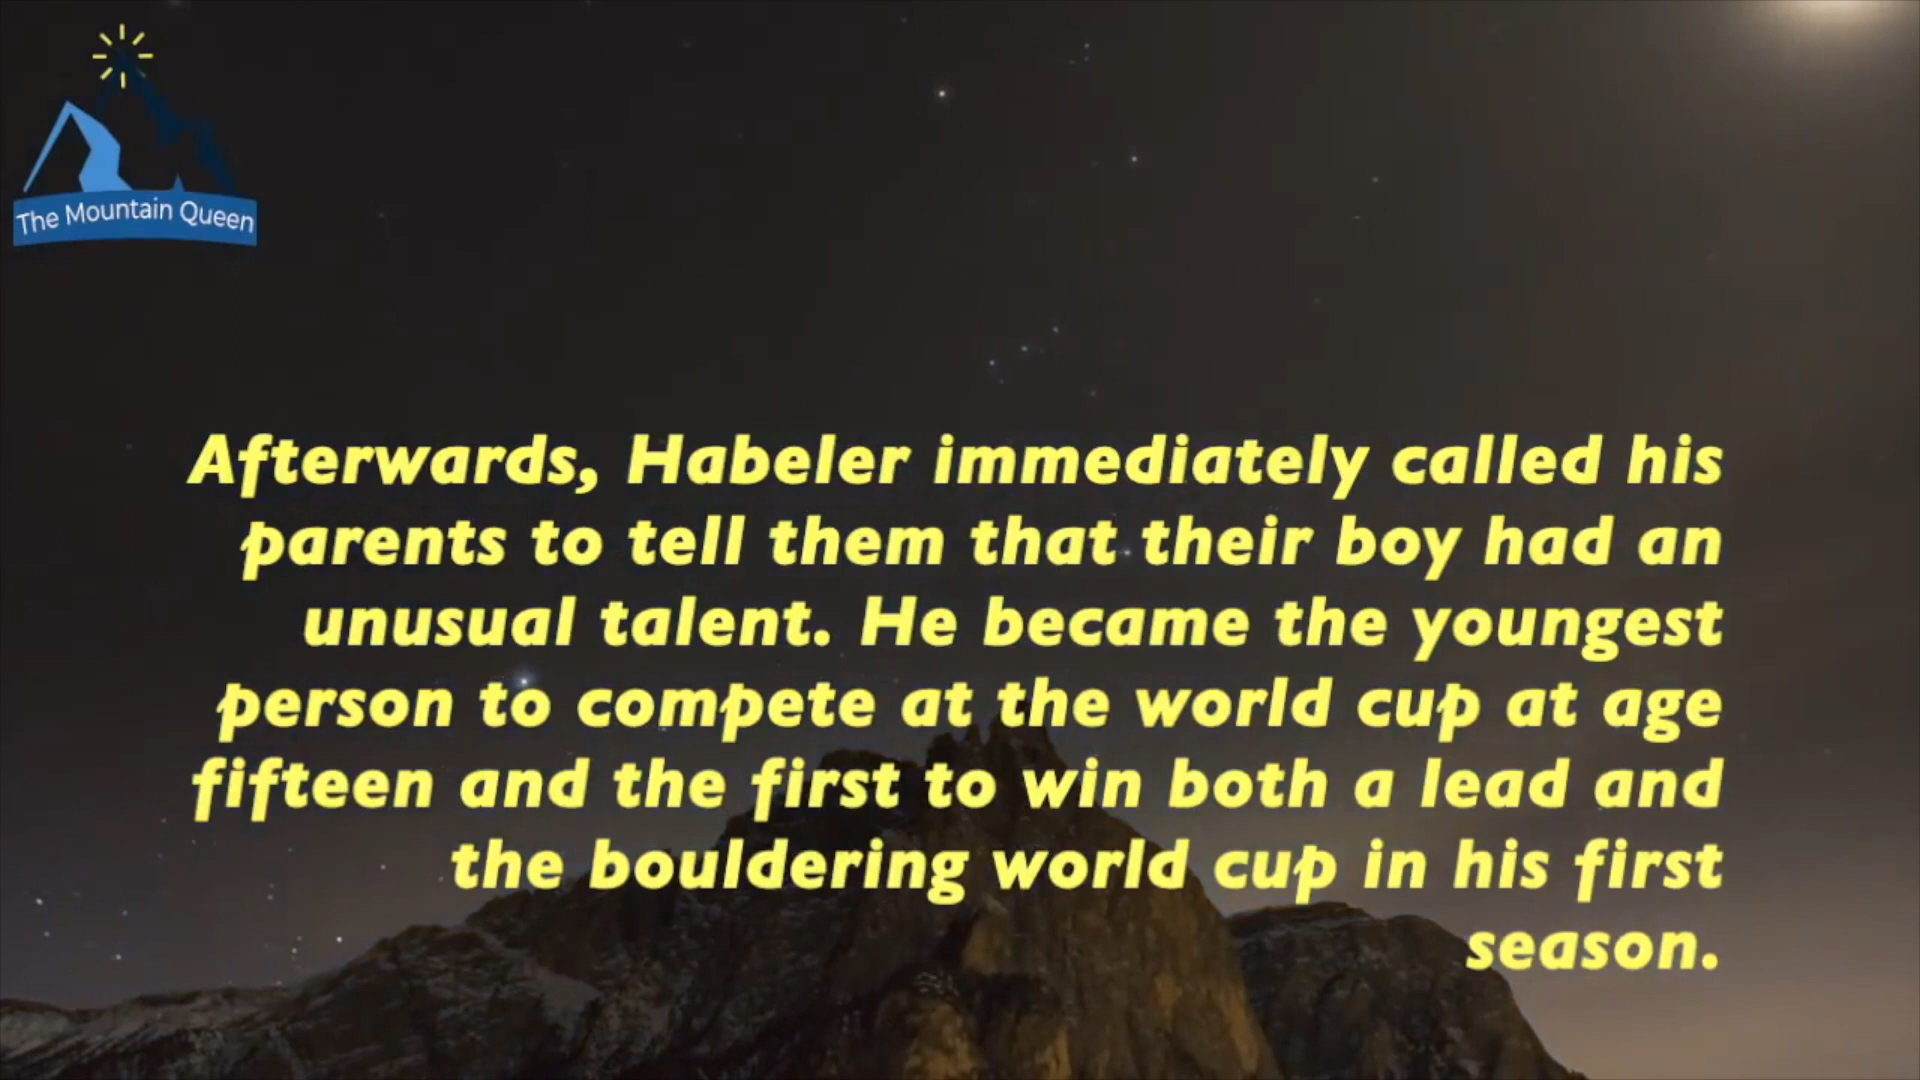 The Mountain Queen
Afterwards, Habeler immediately called his
parents to tell them that their boy had an
unusual talent. He became the youngest
person to compete at the world cup at age
fifteen and the first to win both a lead and
the bouldering world cup in his first
season.